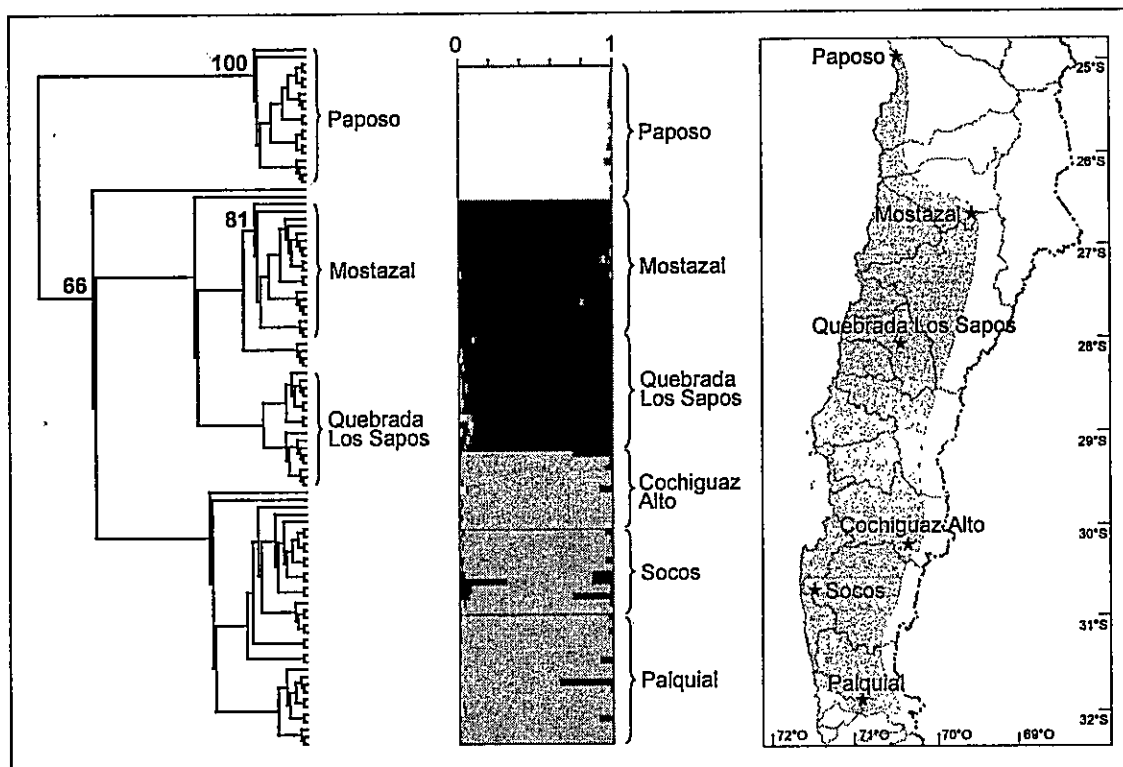 100
Paposo
81
Mostazal
66
Quebrada
Los Sapos
0
1
Paposo
Mostazal
Quebrada
Los Sapos
Cochiguaz
Alto
Socos
Palquial
Paposo
25°S
26°S
Mostazal
27°S
Quebrada Los Sapos
28°S
29°S
Cochiguaz Alto
30°S
Socos
31°S
Palquial
32°S
72°O
71°O
70°O
69°O